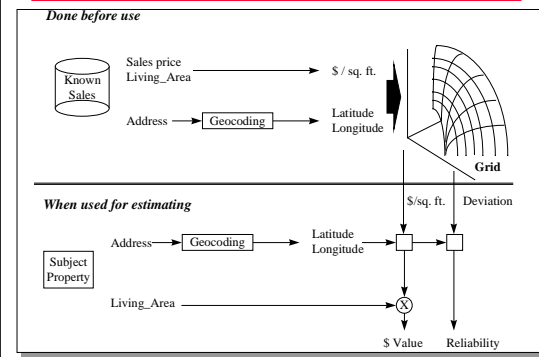 Done before use
Known
Sales
Sales price
Living_Area
$ / sq. ft.
Address
Geocoding
Latitude
Longitude
Grid
When used for estimating
$/sq. ft.
Deviation
Subject
Property
Address
Geocoding
Latitude
Longitude
Living_Area
X
$ Value
Reliability